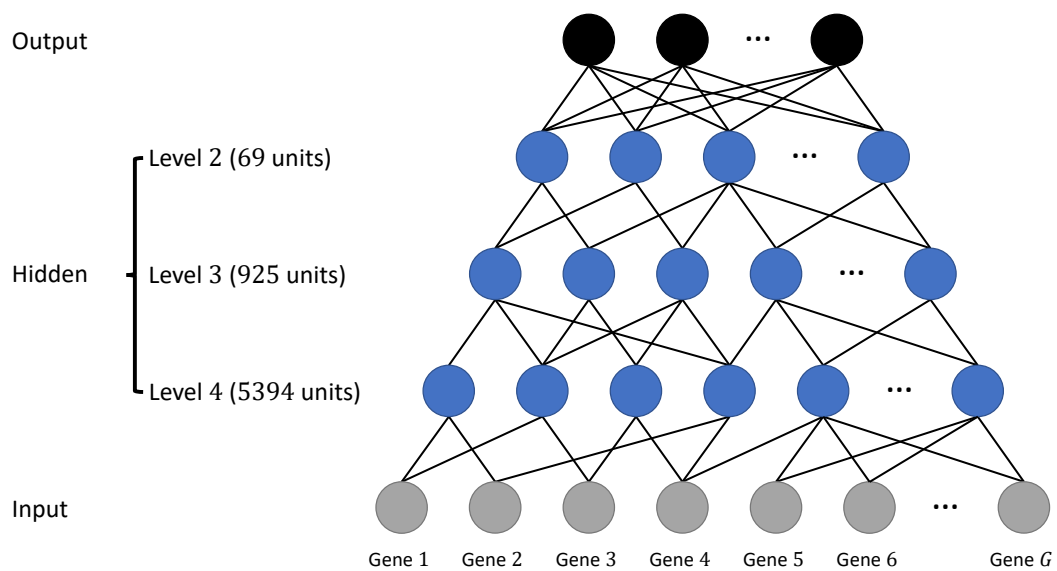 Output
...
Level 2 (69 units)
...
Hidden
Level 3 (925 units)
...
Level 4 (5394 units)
...
Input
...
Gene 1
Gene 2
Gene 3
Gene 4
Gene 5
Gene 6
Gene G